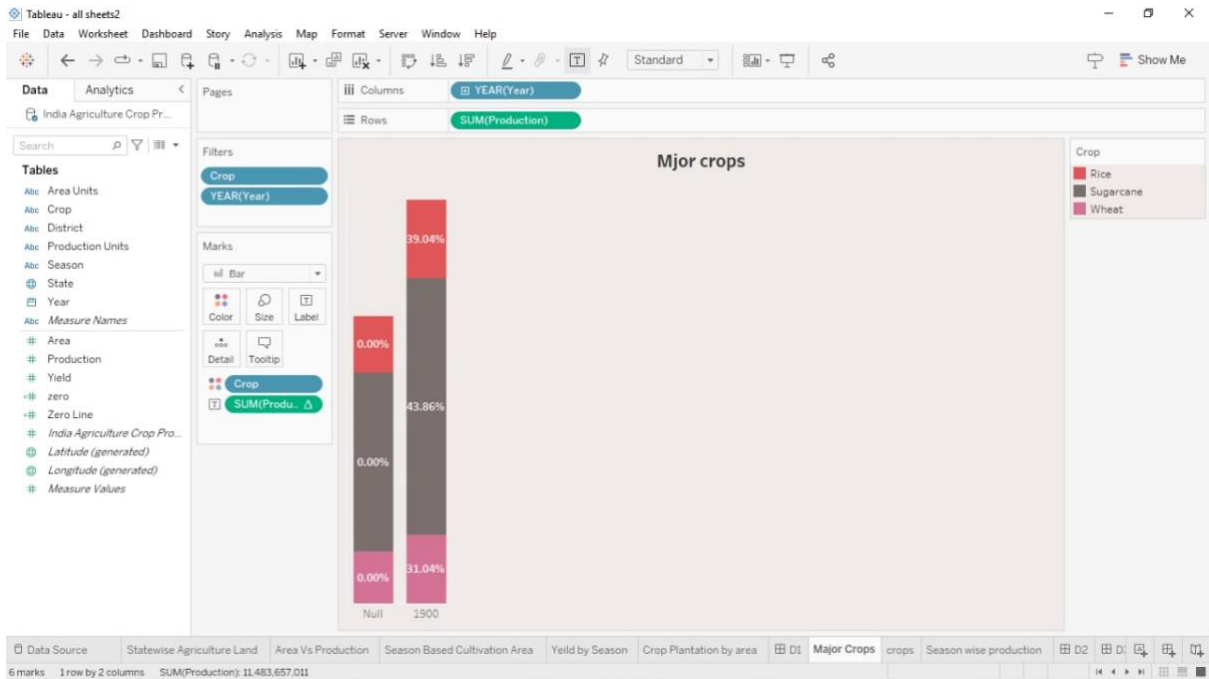 Tableau - all sheets2
File Data Worksheet Dashboard Story Analysis Map Format Server Window Help
Standard
Show Me
Data Analytics
India Agriculture Crop Pr...
Search
Tables
Abc Area Units
Abc Crop
Abc District
Abc Production Units
Abc Season
State
Year
Abc Measure Names
# Area
# Production
# Yield
=# zero
=# Zero Line
# India Agriculture Crop Pro...
Latitude (generated)
Longitude (generated)
# Measure Values
Pages
Filters
Crop
YEAR(Year)
Marks
Bar
Color Size Label
Detail Tooltip
Crop
SUM(Produ.. Δ
Columns YEAR(Year)
Rows SUM(Production)
Mjor crops
39.04%
0.00%
43.86%
0.00%
31.04%
0.00%
Null 1900
Crop
Rice
Sugarcane
Wheat
Data Source Statewise Agriculture Land Area Vs Production Season Based Cultivation Area Yeild by Season Crop Plantation by area D1 Major Crops crops Season wise production D2 D:
6 marks 1 row by 2 columns SUM(Production): 11,483,657,011